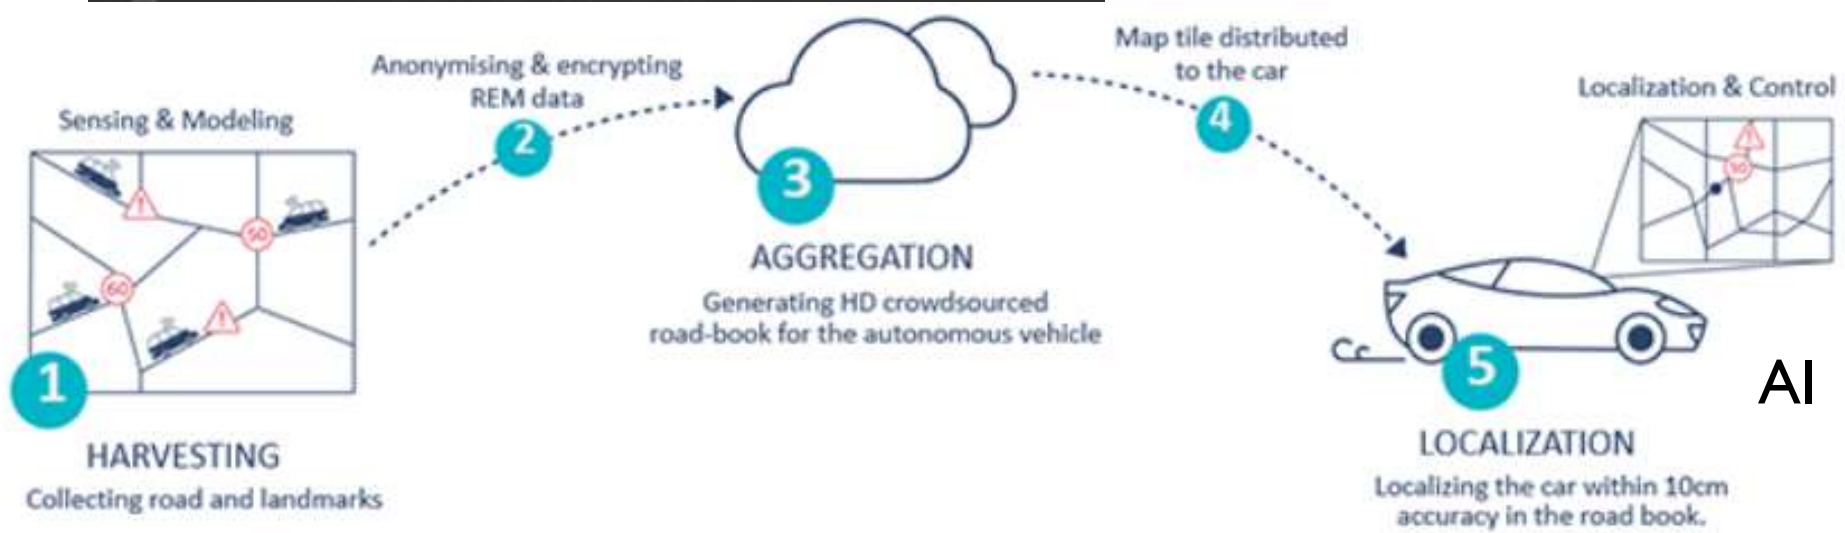 Sensing & Modeling
!
50
60
!
1
HARVESTING
Collecting road and landmarks
Anonymising & encrypting
REM data
2
3
AGGREGATION
Generating HD crowdsourced
road-book for the autonomous vehicle
Map tile distributed
to the car
4
Localization & Control
!
50
5
AI
LOCALIZATION
Localizing the car within 10cm
accuracy in the road book.